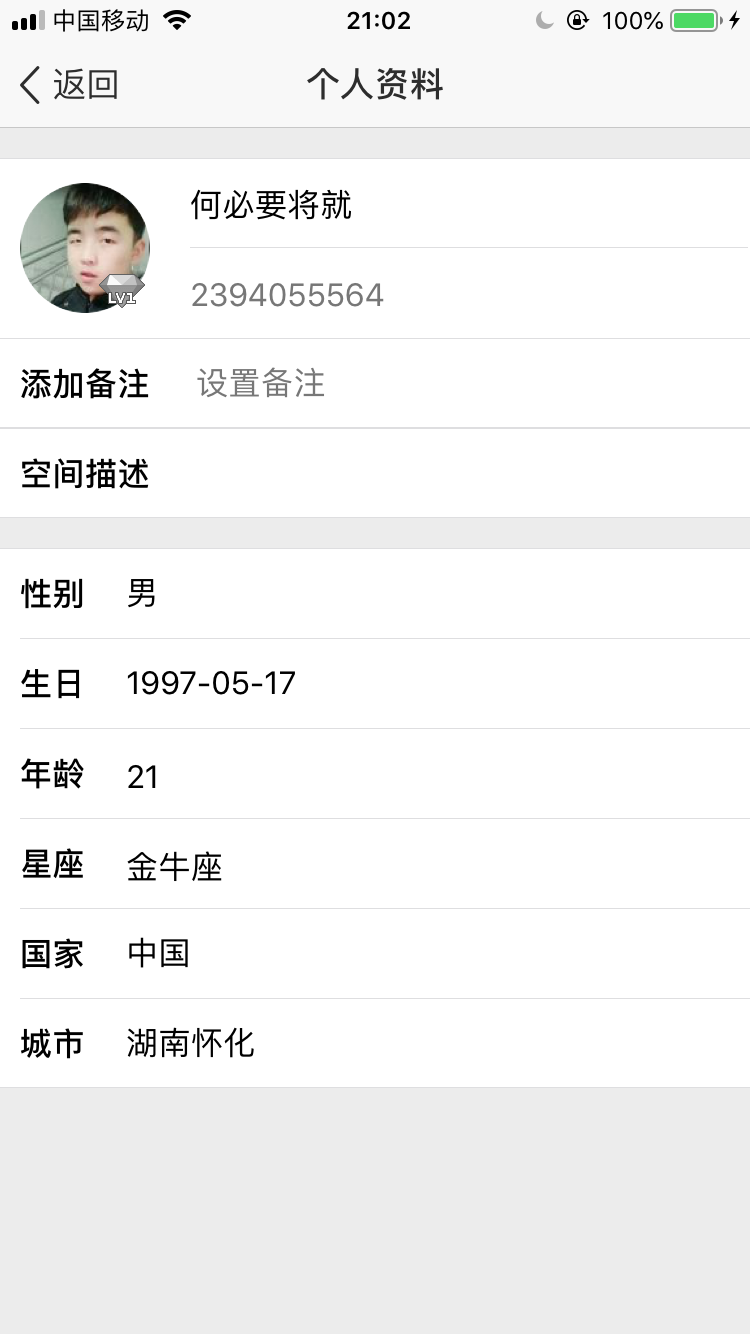 中国移动 21:02 100%
返回 个人资料
何必要将就
LV1
2394055564
添加备注 设置备注
空间描述
性别 男
生日 1997-05-17
年龄 21
星座 金牛座
国家 中国
城市 湖南怀化